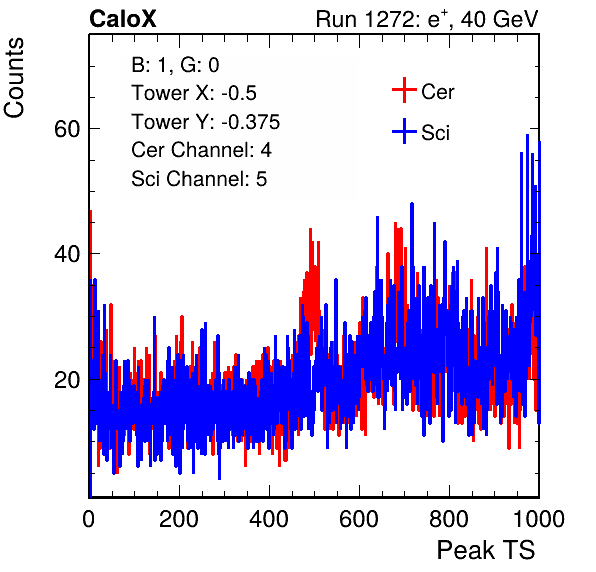 CaloX Run 1272: e⁺, 40 GeV
Counts
B: 1, G: 0
Tower X: -0.5
Tower Y: -0.375
Cer Channel: 4
Sci Channel: 5
Cer
Sci
60
40
20
0 200 400 600 800 1000
Peak TS